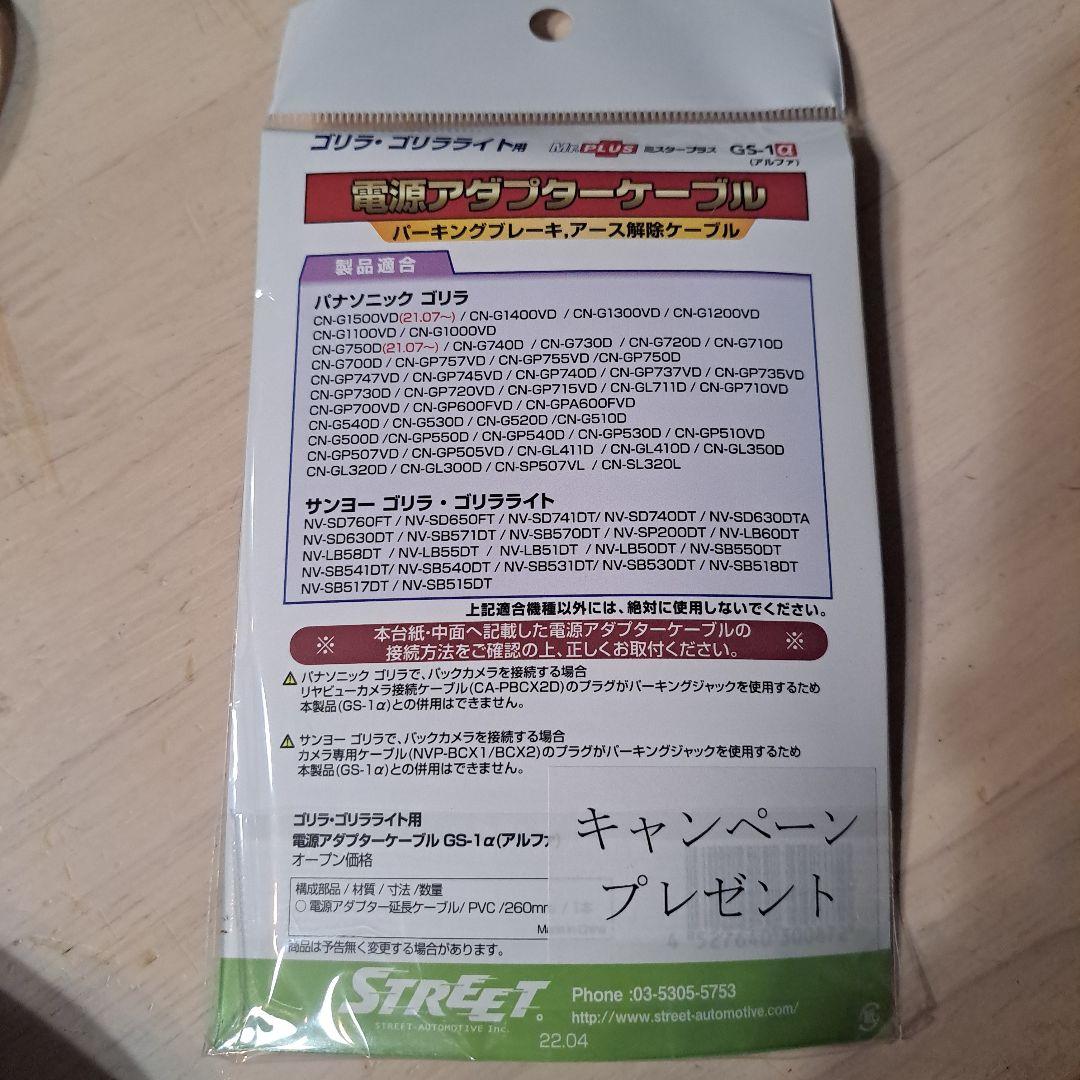 ゴリラ・ゴリラライト用 Mr.PLUS ミスタープラス GS-1α
(アルファ)
電源アダプターケーブル
パーキングブレーキ,アース解除ケーブル
製品適合
パナソニック ゴリラ
CN-G1500VD(21.07〜) / CN-G1400VD / CN-G1300VD / CN-G1200VD
CN-G1100VD / CN-G1000VD
CN-G750D(21.07〜) / CN-G740D / CN-G730D / CN-G720D / CN-G710D
CN-G700D / CN-GP757VD / CN-GP755VD /CN-GP750D
CN-GP747VD / CN-GP745VD / CN-GP740D / CN-GP737VD / CN-GP735VD
CN-GP730D / CN-GP720VD / CN-GP715VD / CN-GL711D / CN-GP710VD
CN-GP700VD / CN-GP600FVD / CN-GPA600FVD
CN-G540D / CN-G530D / CN-G520D /CN-G510D
CN-G500D /CN-GP550D / CN-GP540D / CN-GP530D / CN-GP510VD
CN-GP507VD / CN-GP505VD / CN-GL411D / CN-GL410D / CN-GL350D
CN-GL320D / CN-GL300D / CN-SP507VL / CN-SL320L
サンヨー ゴリラ・ゴリラライト
NV-SD760FT / NV-SD650FT / NV-SD741DT/ NV-SD740DT / NV-SD630DTA
NV-SD630DT / NV-SB571DT / NV-SB570DT / NV-SP200DT / NV-LB60DT
NV-LB58DT / NV-LB55DT / NV-LB51DT / NV-LB50DT / NV-SB550DT
NV-SB541DT/ NV-SB540DT / NV-SB531DT/ NV-SB530DT / NV-SB518DT
NV-SB517DT / NV-SB515DT
上記適合機種以外には、絶対に使用しないでください。
※ 本台紙・中面へ記載した電源アダプターケーブルの ※
接続方法をご確認の上、正しくお取付ください。
パナソニック ゴリラで、バックカメラを接続する場合
リヤビューカメラ接続ケーブル(CA-PBCX2D)のプラグがパーキングジャックを使用するため
本製品(GS-1α)との併用はできません。
サンヨー ゴリラで、バックカメラを接続する場合
カメラ専用ケーブル(NVP-BCX1/BCX2)のプラグがパーキングジャックを使用するため
本製品(GS-1α)との併用はできません。
ゴリラ・ゴリラライト用
電源アダプターケーブル GS-1α(アルファ)
オープン価格
構成部品 / 材質 / 寸法 /数量
○ 電源アダプター延長ケーブル/ PVC /260mm / 1本
Made in China
商品は予告無く変更する場合があります。
キャンペーン
プレゼント
STREET。
STREET-AUTOMOTIVE Inc.
Phone :03-5305-5753
http://www.street-automotive.com/
22.04